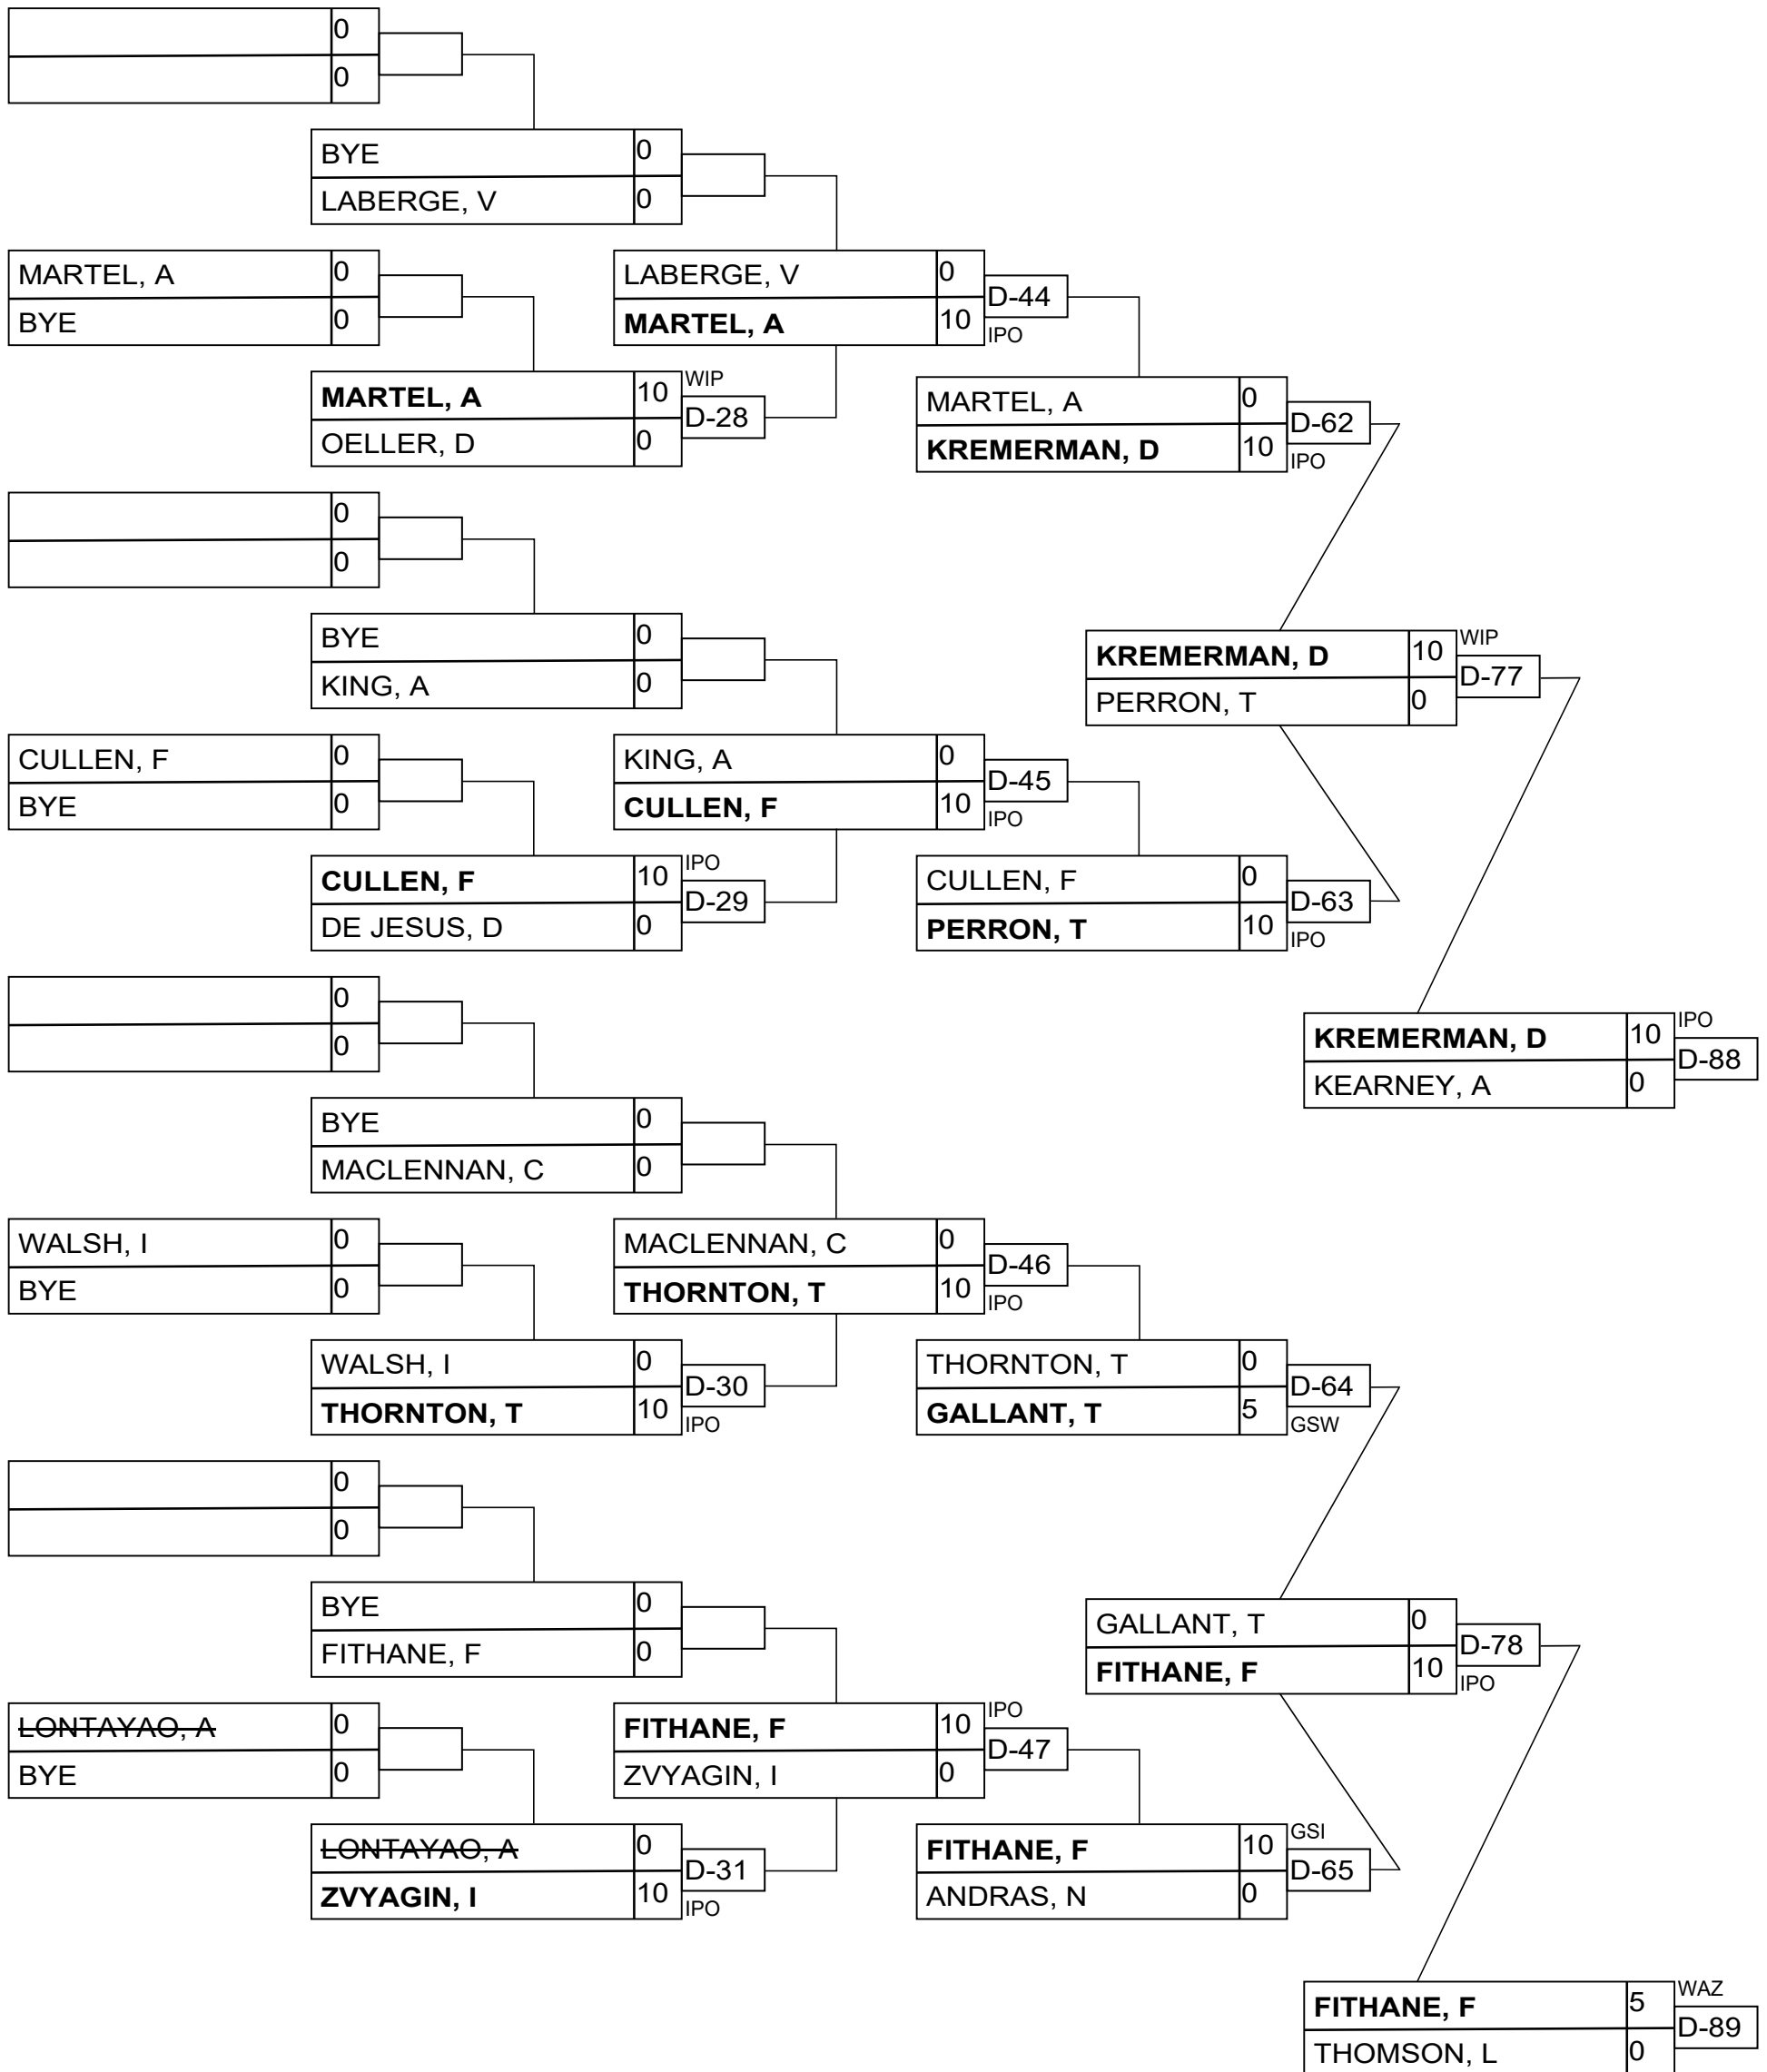 0
0
BYE 0
LABERGE, V 0
MARTEL, A 0
BYE 0
LABERGE, V 0
D-44
MARTEL, A 10
IPO
MARTEL, A 10 WIP
D-28
OELLER, D 0
MARTEL, A 0
D-62
KREMERMAN, D 10
IPO
0
0
BYE 0
KING, A 0
KREMERMAN, D 10 WIP
D-77
PERRON, T 0
CULLEN, F 0
BYE 0
KING, A 0
D-45
CULLEN, F 10
IPO
CULLEN, F 10 IPO
D-29
DE JESUS, D 0
CULLEN, F 0
D-63
PERRON, T 10
IPO
0
0
KREMERMAN, D 10 IPO
D-88
KEARNEY, A 0
BYE 0
MACLENNAN, C 0
WALSH, I 0
BYE 0
MACLENNAN, C 0
D-46
THORNTON, T 10
IPO
WALSH, I 0
D-30
THORNTON, T 10
IPO
THORNTON, T 0
D-64
GALLANT, T 5
GSW
0
0
BYE 0
FITHANE, F 0
GALLANT, T 0
D-78
FITHANE, F 10
IPO
LONTAYAO, A 0
BYE 0
FITHANE, F 10 IPO
D-47
ZVYAGIN, I 0
LONTAYAO, A 0
D-31
ZVYAGIN, I 10
IPO
FITHANE, F 10 GSI
D-65
ANDRAS, N 0
FITHANE, F 5 WAZ
D-89
THOMSON, L 0